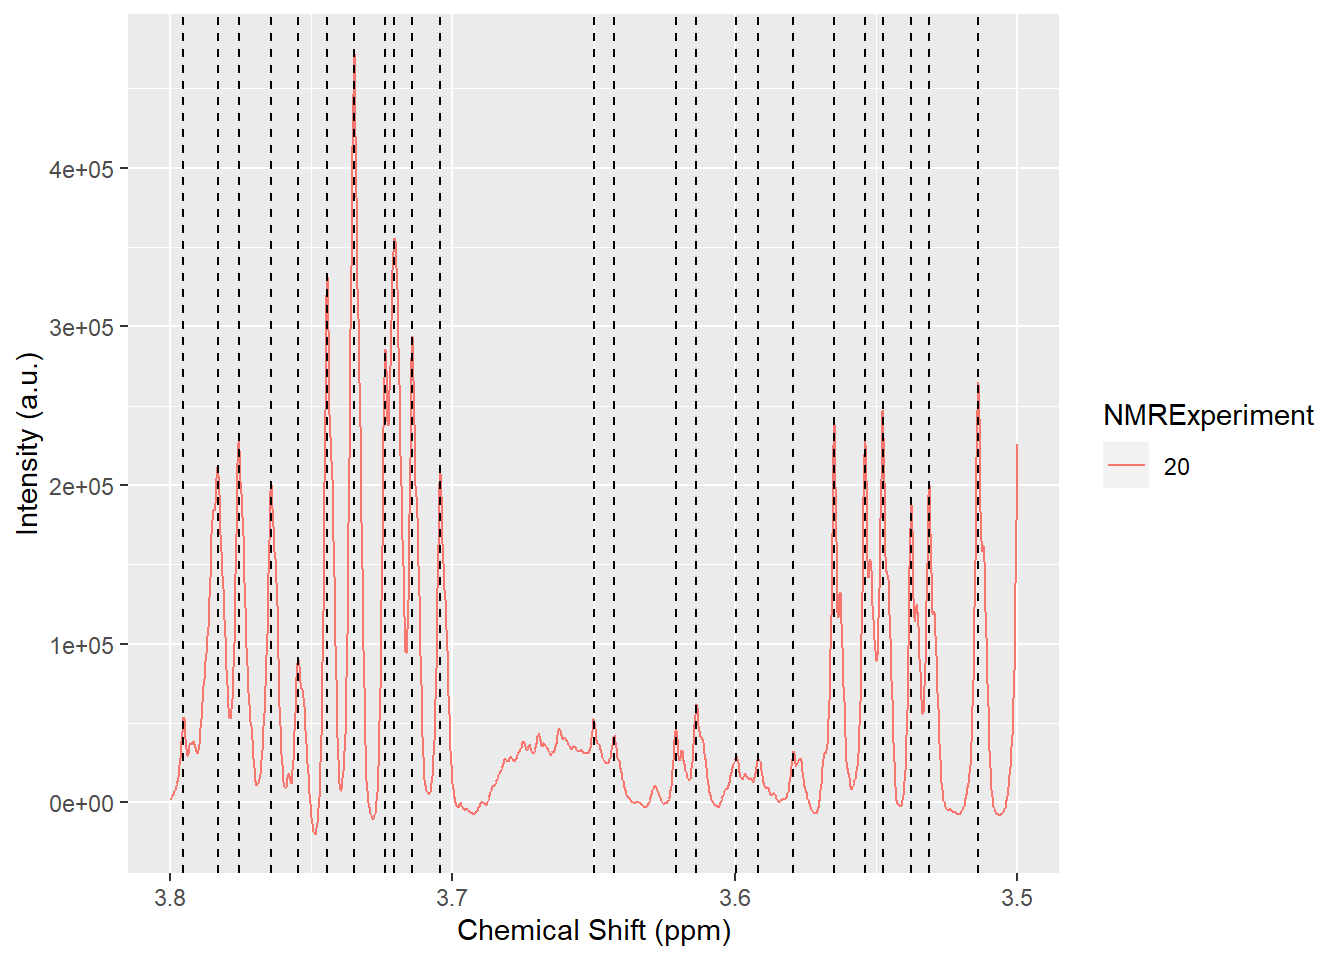 4e+05
3e+05
2e+05
1e+05
0e+00
Intensity (a.u.)
3.8 3.7 3.6 3.5
Chemical Shift (ppm)
NMRExperiment
20